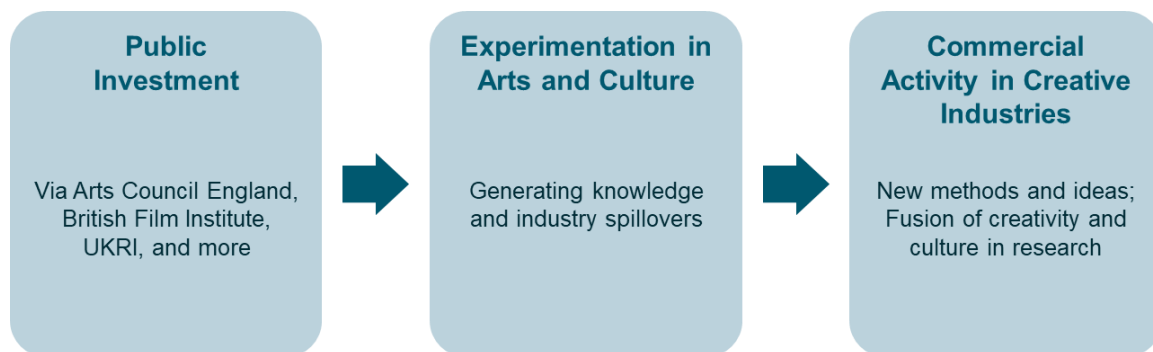 Public
Investment
Via Arts Council England,
British Film Institute,
UKRI, and more
Experimentation in
Arts and Culture
Generating knowledge
and industry spillovers
Commercial
Activity in Creative
Industries
New methods and ideas;
Fusion of creativity and
culture in research